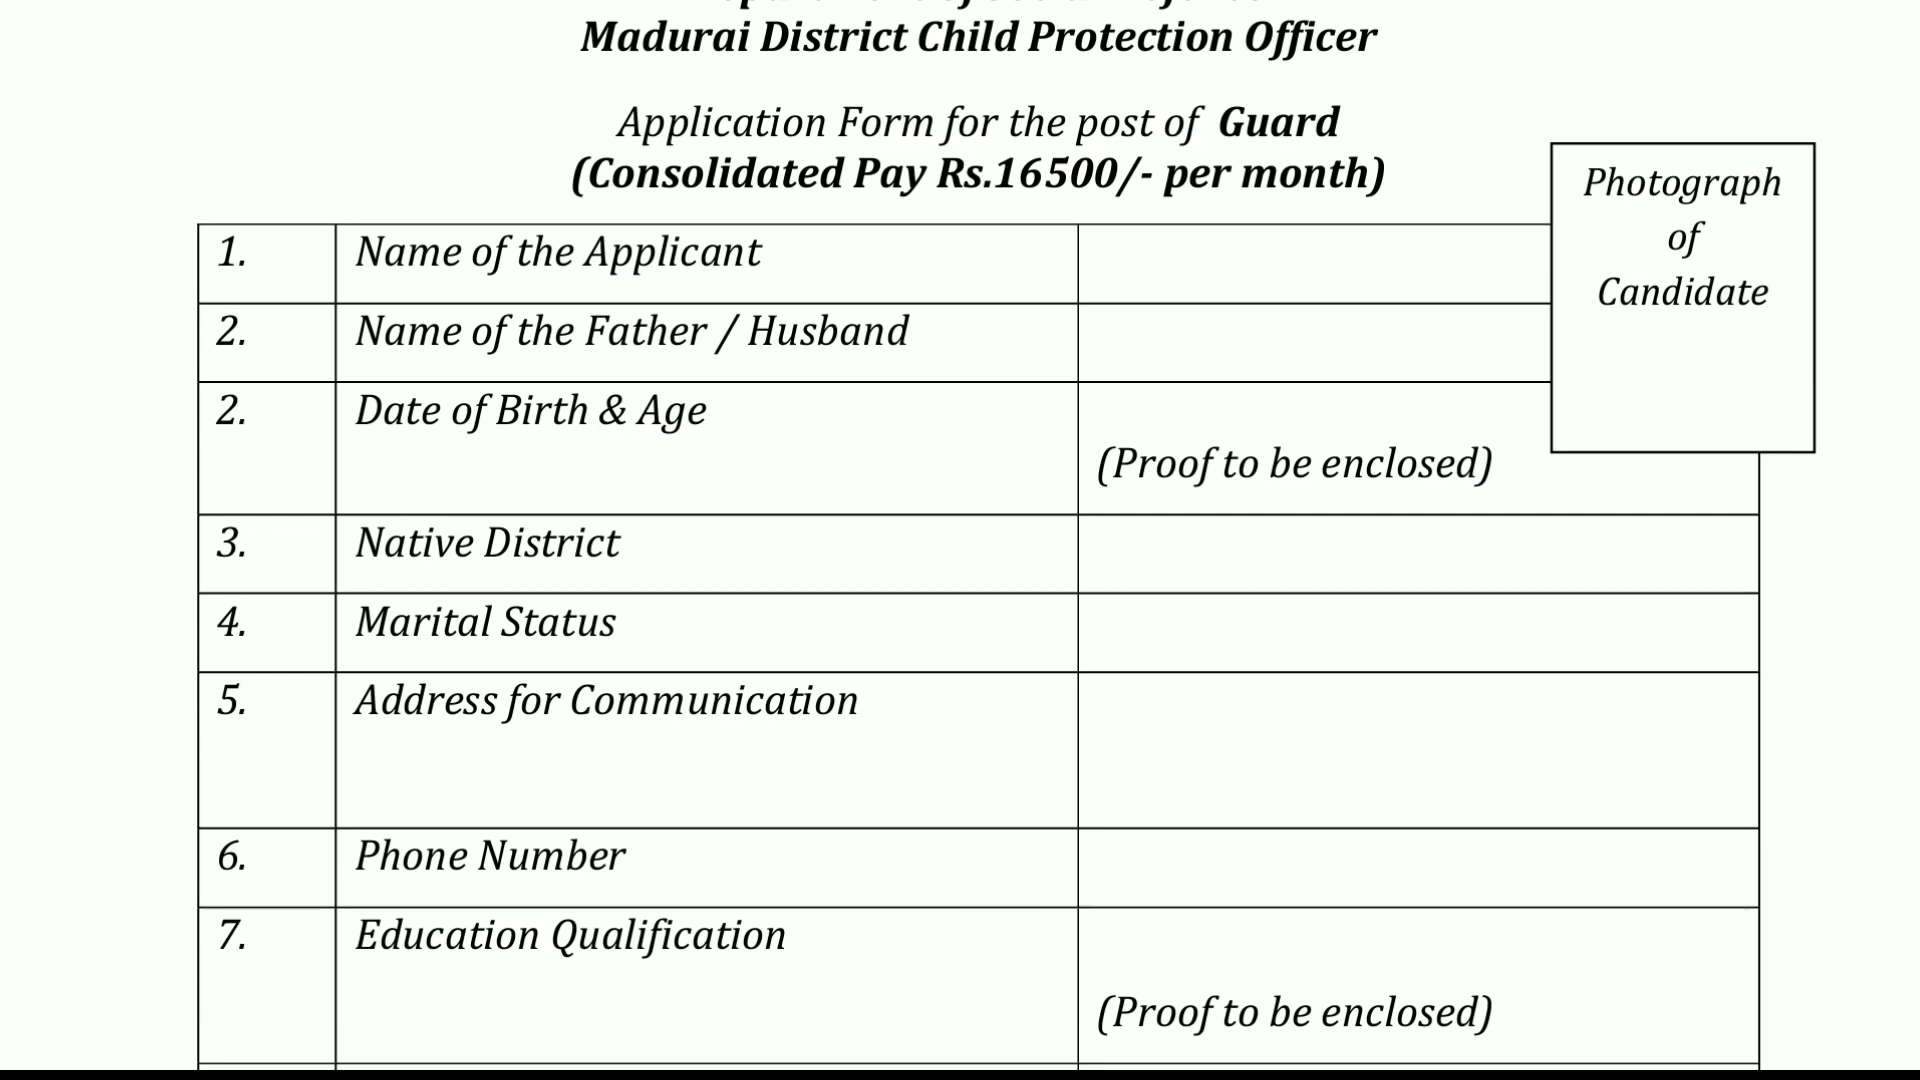 Madurai District Child Protection Officer
Application Form for the post of Guard
(Consolidated Pay Rs.16500/- per month)
Photograph
of
Candidate
1. Name of the Applicant
2. Name of the Father / Husband
2. Date of Birth & Age
(Proof to be enclosed)
3. Native District
4. Marital Status
5. Address for Communication
6. Phone Number
7. Education Qualification
(Proof to be enclosed)